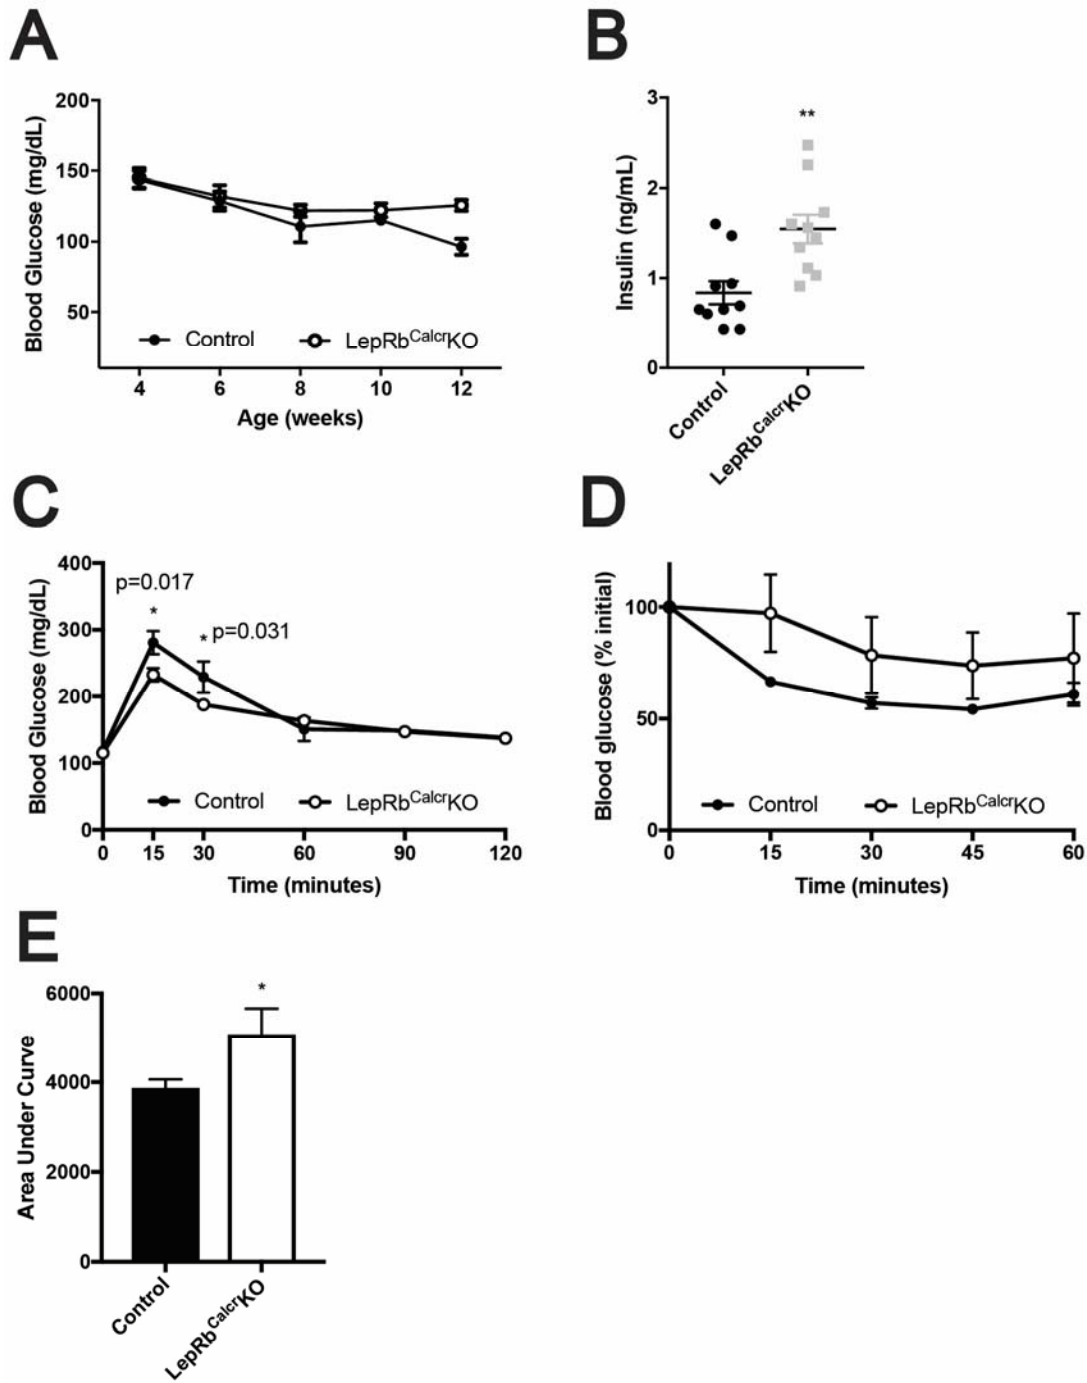 A
Blood Glucose (mg/dL)
200
150
100
50
Control
LepRb^Calcr KO
4 6 8 10 12
Age (weeks)
B
Insulin (ng/mL)
3
2
1
0
**
Control
LepRb^Calcr KO
C
Blood Glucose (mg/dL)
400
300
200
100
0
p=0.017
*
* p=0.031
Control
LepRb^Calcr KO
0 15 30 60 90 120
Time (minutes)
D
Blood glucose (% initial)
100
50
0
Control
LepRb^Calcr KO
0 15 30 45 60
Time (minutes)
E
Area Under Curve
6000
4000
2000
0
*
Control
LepRb^Calcr KO